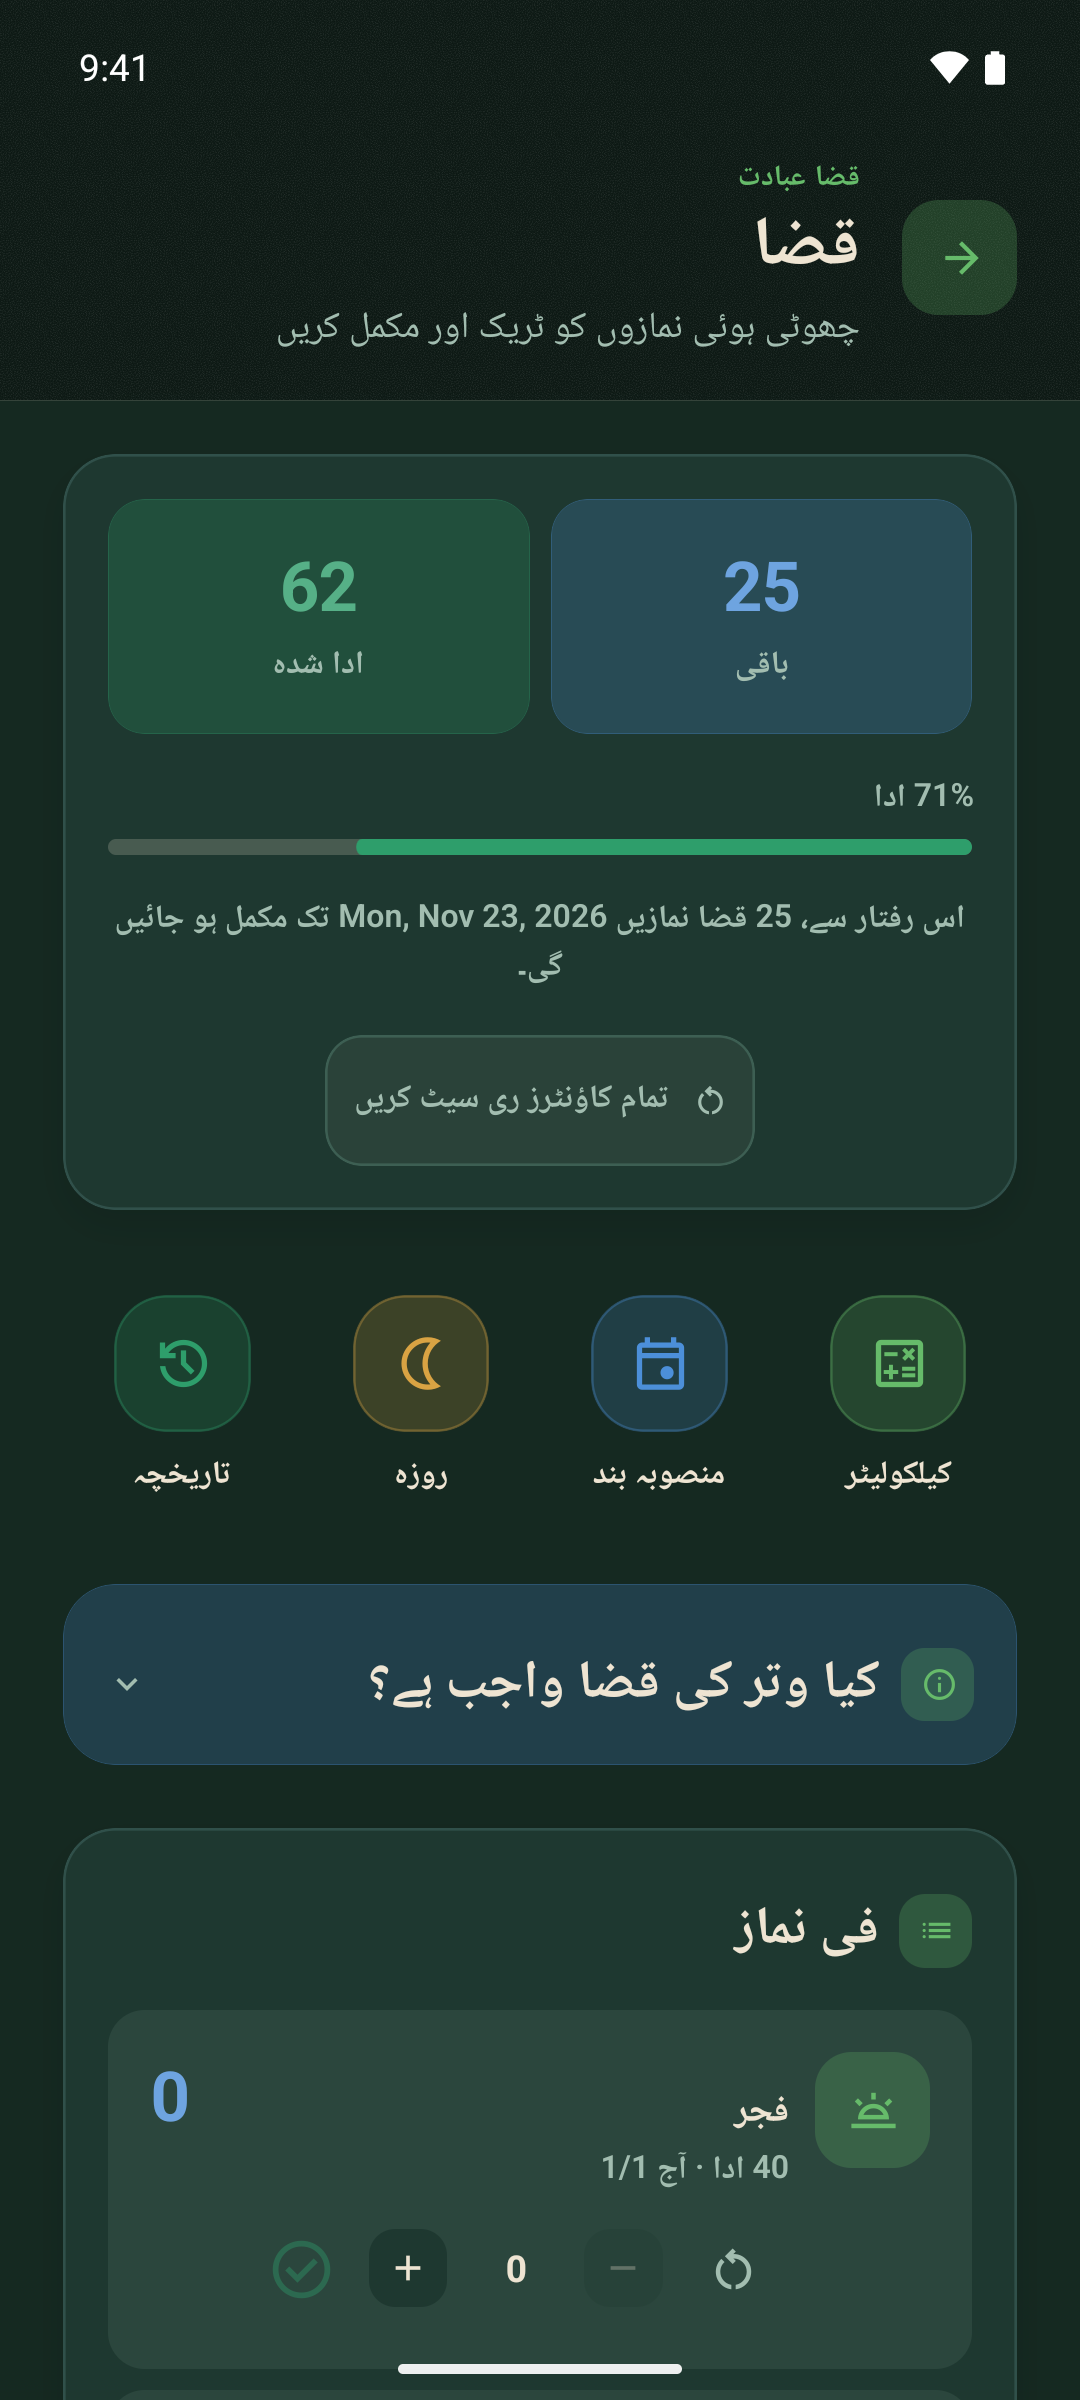 9:41
قضا عبادت
قضا
چھوٹی ہوئی نمازوں کو ٹریک اور مکمل کریں
25
باقی
62
ادا شدہ
71% ادا
اس رفتار سے، 25 قضا نمازیں Mon, Nov 23, 2026 تک مکمل ہو جائیں
گی۔
تمام کاؤنٹرز ری سیٹ کریں
کیلکولیٹر
منصوبہ بند
روزہ
تاریخچہ
کیا وتر کی قضا واجب ہے؟
فی نماز
فجر
0
40 ادا · آج 1/1
0